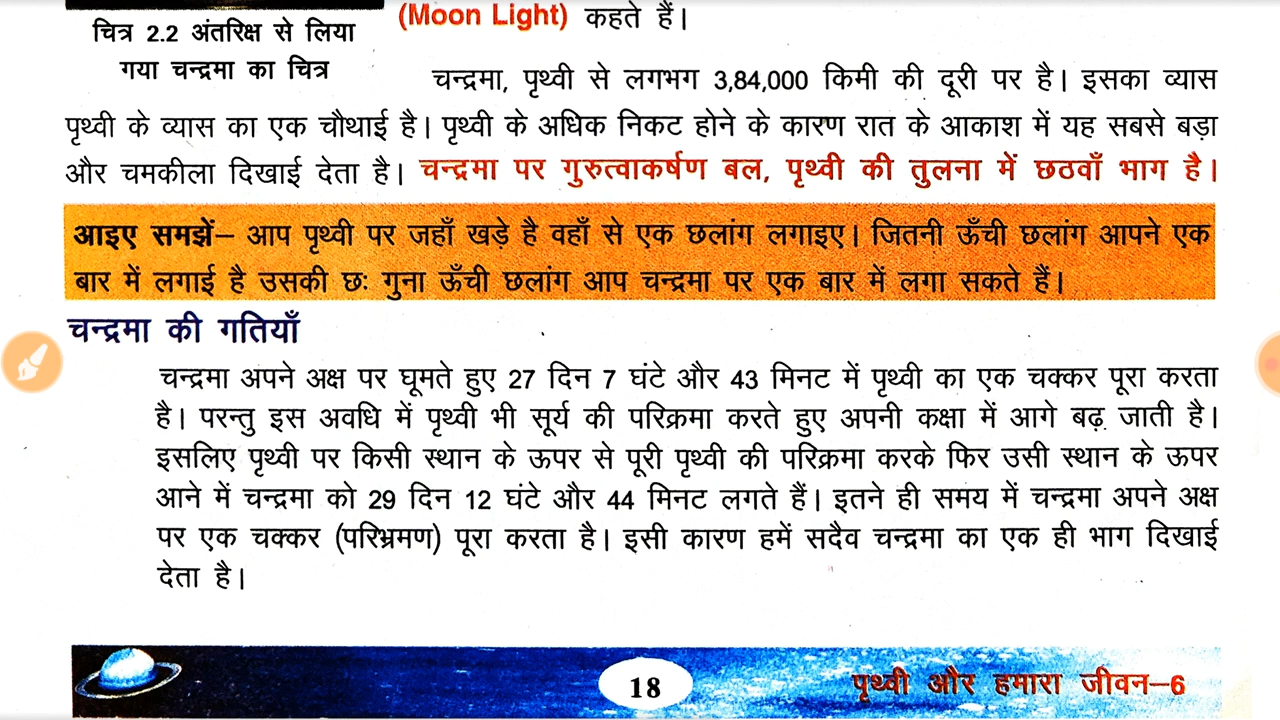 (Moon Light) कहते हैं।
चित्र 2.2 अंतरिक्ष से लिया
गया चन्द्रमा का चित्र
चन्द्रमा, पृथ्वी से लगभग 3,84,000 किमी की दूरी पर है। इसका व्यास
पृथ्वी के व्यास का एक चौथाई है। पृथ्वी के अधिक निकट होने के कारण रात के आकाश में यह सबसे बड़ा
और चमकीला दिखाई देता है। चन्द्रमा पर गुरुत्वाकर्षण बल, पृथ्वी की तुलना में छठवाँ भाग है।
आइए समझें– आप पृथ्वी पर जहाँ खड़े है वहाँ से एक छलांग लगाइए। जितनी ऊँची छलांग आपने एक
बार में लगाई है उसकी छः गुना ऊँची छलांग आप चन्द्रमा पर एक बार में लगा सकते हैं।
चन्द्रमा की गतियाँ
चन्द्रमा अपने अक्ष पर घूमते हुए 27 दिन 7 घंटे और 43 मिनट में पृथ्वी का एक चक्कर पूरा करता
है। परन्तु इस अवधि में पृथ्वी भी सूर्य की परिक्रमा करते हुए अपनी कक्षा में आगे बढ़ जाती है।
इसलिए पृथ्वी पर किसी स्थान के ऊपर से पूरी पृथ्वी की परिक्रमा करके फिर उसी स्थान के ऊपर
आने में चन्द्रमा को 29 दिन 12 घंटे और 44 मिनट लगते हैं। इतने ही समय में चन्द्रमा अपने अक्ष
पर एक चक्कर (परिभ्रमण) पूरा करता है। इसी कारण हमें सदैव चन्द्रमा का एक ही भाग दिखाई
देता है।
18
पृथ्वी और हमारा जीवन–6